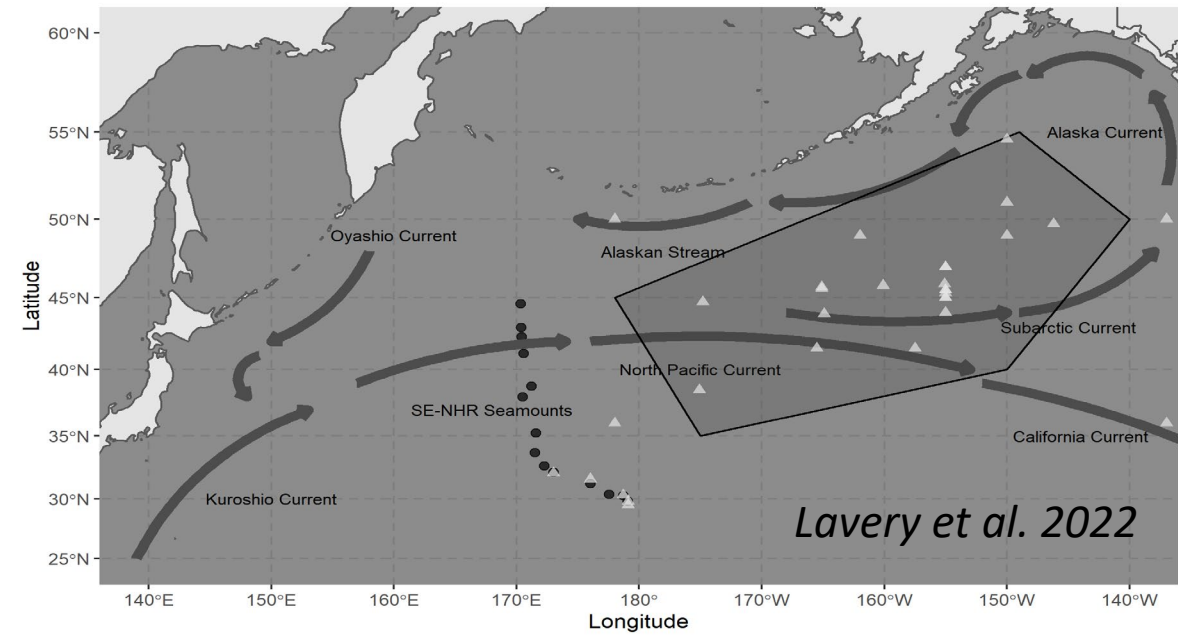 60°N
55°N
50°N
45°N
40°N
35°N
30°N
25°N
Latitude
Alaska Current
Oyashio Current
Alaskan Stream
Subarctic Current
North Pacific Current
SE-NHR Seamounts
California Current
Kuroshio Current
Lavery et al. 2022
140°E
150°E
160°E
170°E
180°
170°W
160°W
150°W
140°W
Longitude